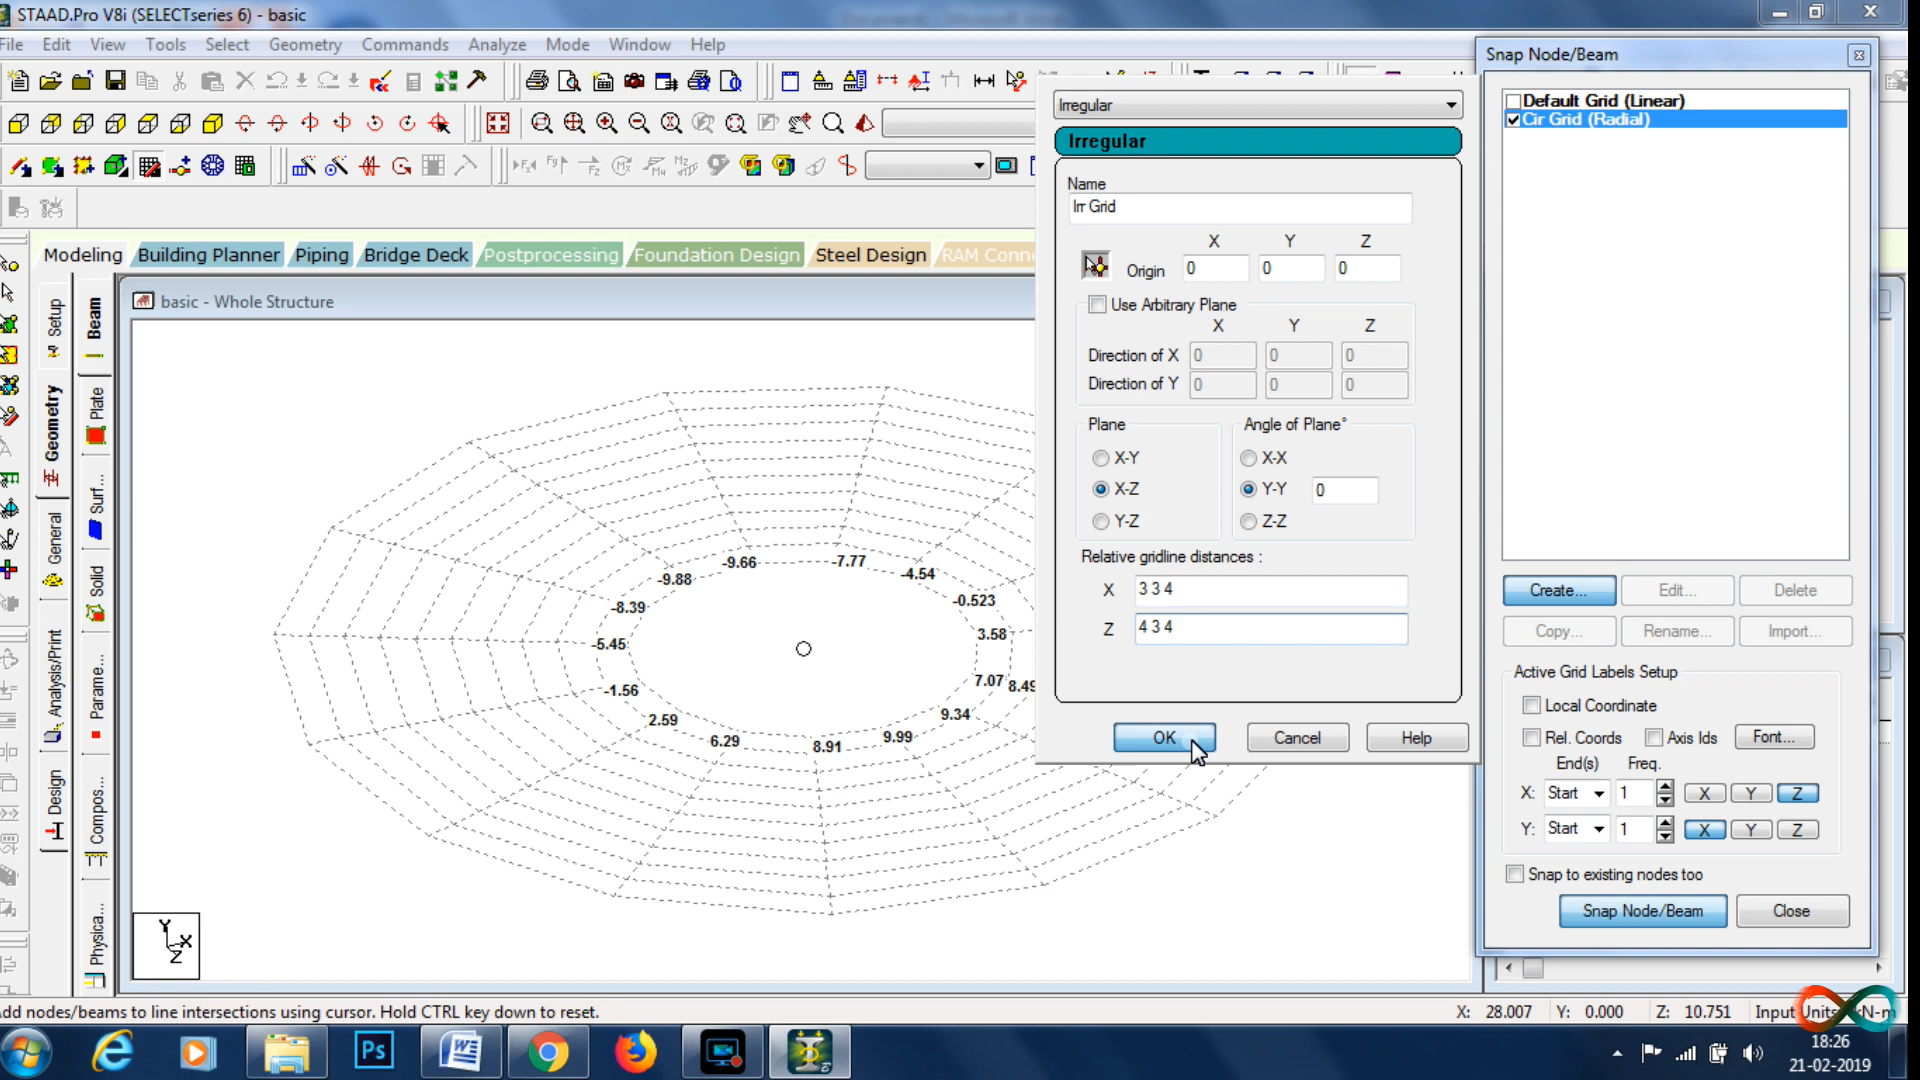 STAAD.Pro V8i (SELECTseries 6) - basic
File Edit View Tools Select Geometry Commands Analyze Mode Window Help
Modeling Building Planner Piping Bridge Deck Postprocessing Foundation Design Steel Design RAM Conne
Setup
Geometry
General
Analysis/Print
Design
Beam
Plate
Surf...
Solid
Parame...
Compos...
Physica...
basic - Whole Structure
-9.66
-7.77
-9.88
-4.54
-8.39
-0.523
-5.45
3.58
-1.56
7.07
8.49
2.59
9.34
6.29
8.91
9.99
Y
X
Z
Irregular
Irregular
Name
Irr Grid
X Y Z
Origin 0 0 0
Use Arbitrary Plane
X Y Z
Direction of X 0 0 0
Direction of Y 0 0 0
Plane Angle of Plane°
X-Y X-X
X-Z Y-Y 0
Y-Z Z-Z
Relative gridline distances :
X 3 3 4
Z 4 3 4
OK Cancel Help
Snap Node/Beam
Default Grid (Linear)
Cir Grid (Radial)
Create... Edit... Delete
Copy... Rename... Import...
Active Grid Labels Setup
Local Coordinate
Rel. Coords Axis Ids Font...
End(s) Freq.
X: Start 1 X Y Z
Y: Start 1 X Y Z
Snap to existing nodes too
Snap Node/Beam Close
dd nodes/beams to line intersections using cursor. Hold CTRL key down to reset.
X: 28.007 Y: 0.000 Z: 10.751 Input Units kN-m
Ps
18:26
21-02-2019